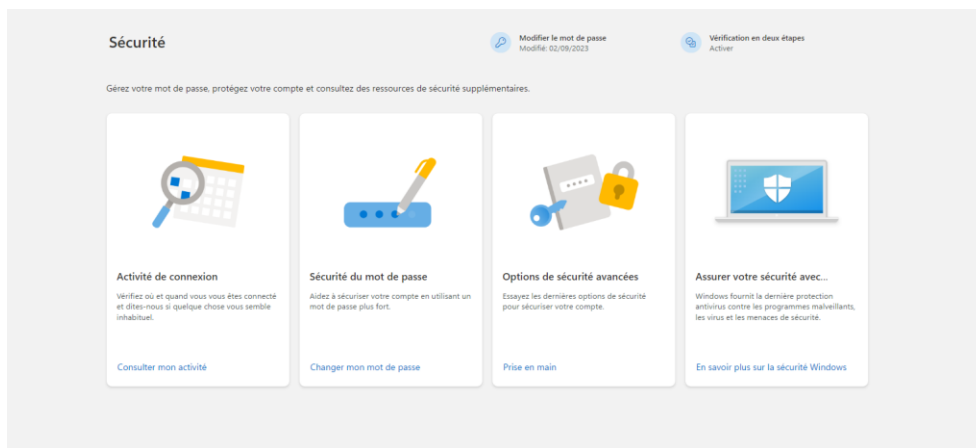 Sécurité
Modifier le mot de passe
Modifié: 02/09/2023
Vérification en deux étapes
Activer
Gérez votre mot de passe, protégez votre compte et consultez des ressources de sécurité supplémentaires.
Activité de connexion
Vérifiez où et quand vous vous êtes connecté
et dites-nous si quelque chose vous semble
inhabituel.
Consulter mon activité
Sécurité du mot de passe
Aidez à sécuriser votre compte en utilisant un
mot de passe plus fort.
Changer mon mot de passe
Options de sécurité avancées
Essayez les dernières options de sécurité
pour sécuriser votre compte.
Prise en main
Assurer votre sécurité avec...
Windows fournit la dernière protection
antivirus contre les programmes malveillants,
les virus et les menaces de sécurité.
En savoir plus sur la sécurité Windows